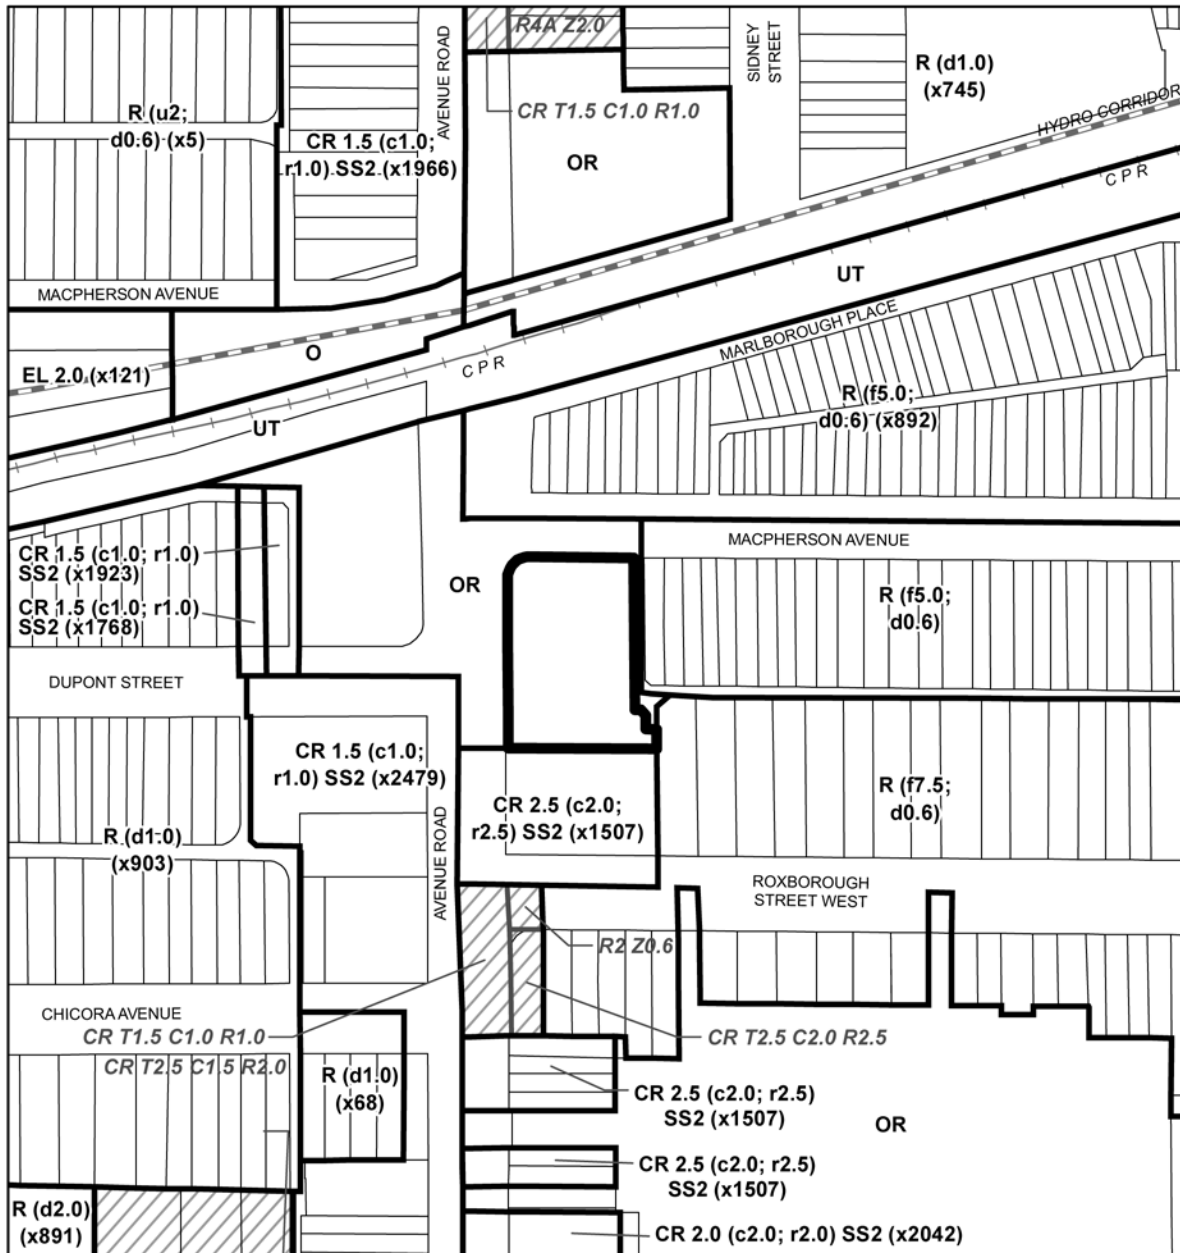 R4A Z2.0
AVENUE ROAD
SIDNEY
STREET
R (d1.0)
(x745)
HYDRO CORRIDOR
R (u2;
d0.6) (x5)
CR 1.5 (c1.0;
r1.0) SS2 (x1966)
CR T1.5 C1.0 R1.0
OR
CPR
UT
MACPHERSON AVENUE
MARLBOROUGH PLACE
O
EL 2.0 (x121)
CPR
R (f5.0;
d0.6) (x892)
UT
CR 1.5 (c1.0; r1.0)
SS2 (x1923)
MACPHERSON AVENUE
OR
R (f5.0;
d0.6)
CR 1.5 (c1.0; r1.0)
SS2 (x1768)
DUPONT STREET
CR 1.5 (c1.0;
r1.0) SS2 (x2479)
R (f7.5;
d0.6)
CR 2.5 (c2.0;
r2.5) SS2 (x1507)
R (d1.0)
(x903)
AVENUE ROAD
ROXBOROUGH
STREET WEST
R2 Z0.6
CHICORA AVENUE
CR T1.5 C1.0 R1.0
CR T2.5 C2.0 R2.5
CR T2.5 C1.5 R2.0
R (d1.0)
(x68)
CR 2.5 (c2.0; r2.5)
SS2 (x1507)
OR
CR 2.5 (c2.0; r2.5)
SS2 (x1507)
R (d2.0)
(x891)
CR 2.0 (c2.0; r2.0) SS2 (x2042)